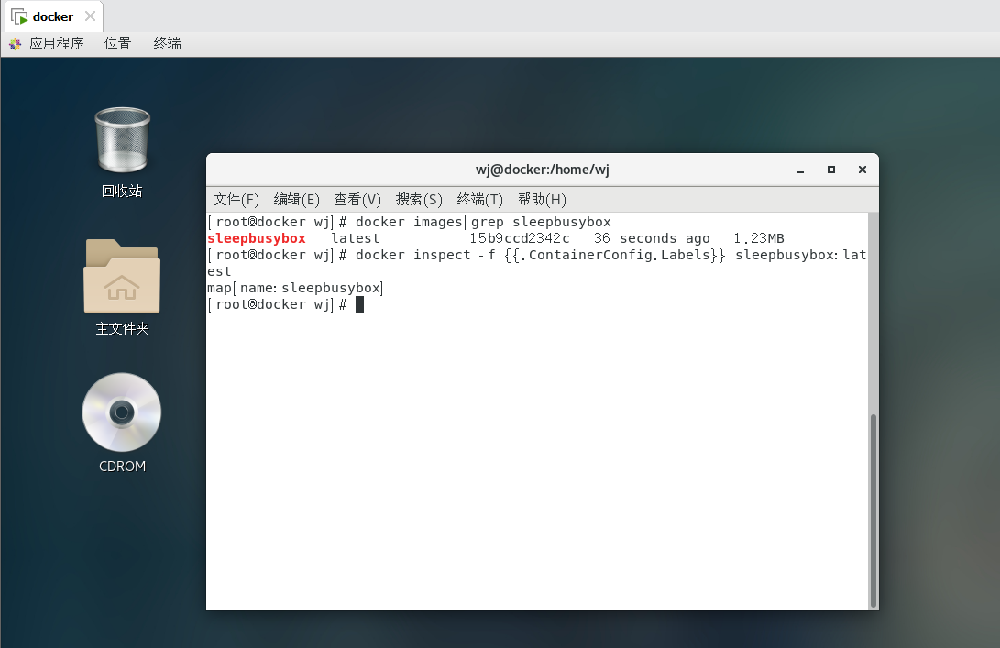 docker
应用程序 位置 终端
回收站
主文件夹
CDROM
wj@docker:/home/wj
文件(F) 编辑(E) 查看(V) 搜索(S) 终端(T) 帮助(H)
[root@docker wj]# docker images|grep sleepbusybox
sleepbusybox latest 15b9ccd2342c 36 seconds ago 1.23MB
[root@docker wj]# docker inspect -f {{.ContainerConfig.Labels}} sleepbusybox:lat
est
map[name:sleepbusybox]
[root@docker wj]#